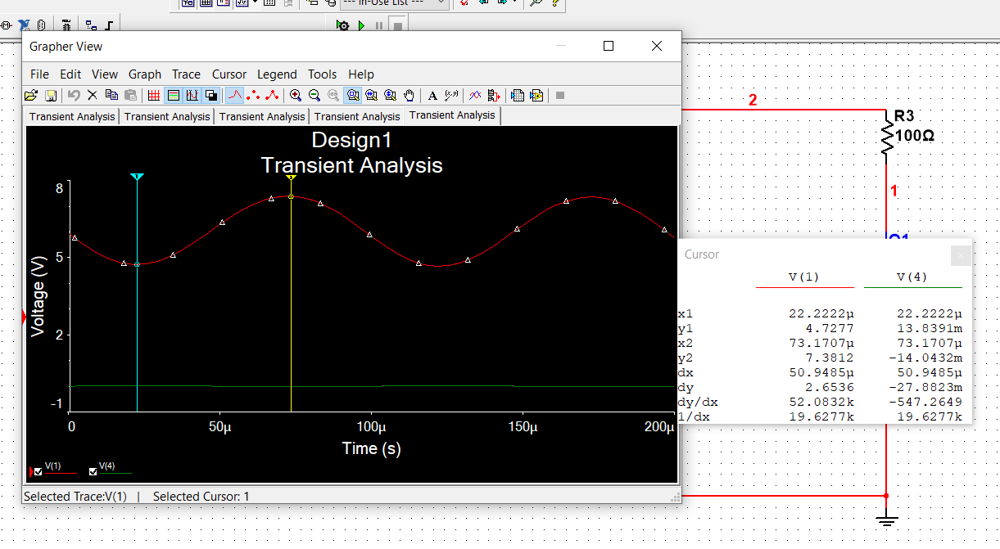 --- In-Use List ---
Grapher View
File Edit View Graph Trace Cursor Legend Tools Help
Transient Analysis Transient Analysis Transient Analysis Transient Analysis Transient Analysis
Design1
Transient Analysis
8
5
2
-1
Voltage (V)
0 50µ 100µ 150µ 200µ
Time (s)
V(1) V(4)
Selected Trace:V(1) | Selected Cursor: 1
2
R3
100Ω
1
Q1
Cursor
V(1) V(4)
x1 22.2222µ 22.2222µ
y1 4.7277 13.8391m
x2 73.1707µ 73.1707µ
y2 7.3812 -14.0432m
dx 50.9485µ 50.9485µ
dy 2.6536 -27.8823m
dy/dx 52.0832k -547.2649
1/dx 19.6277k 19.6277k